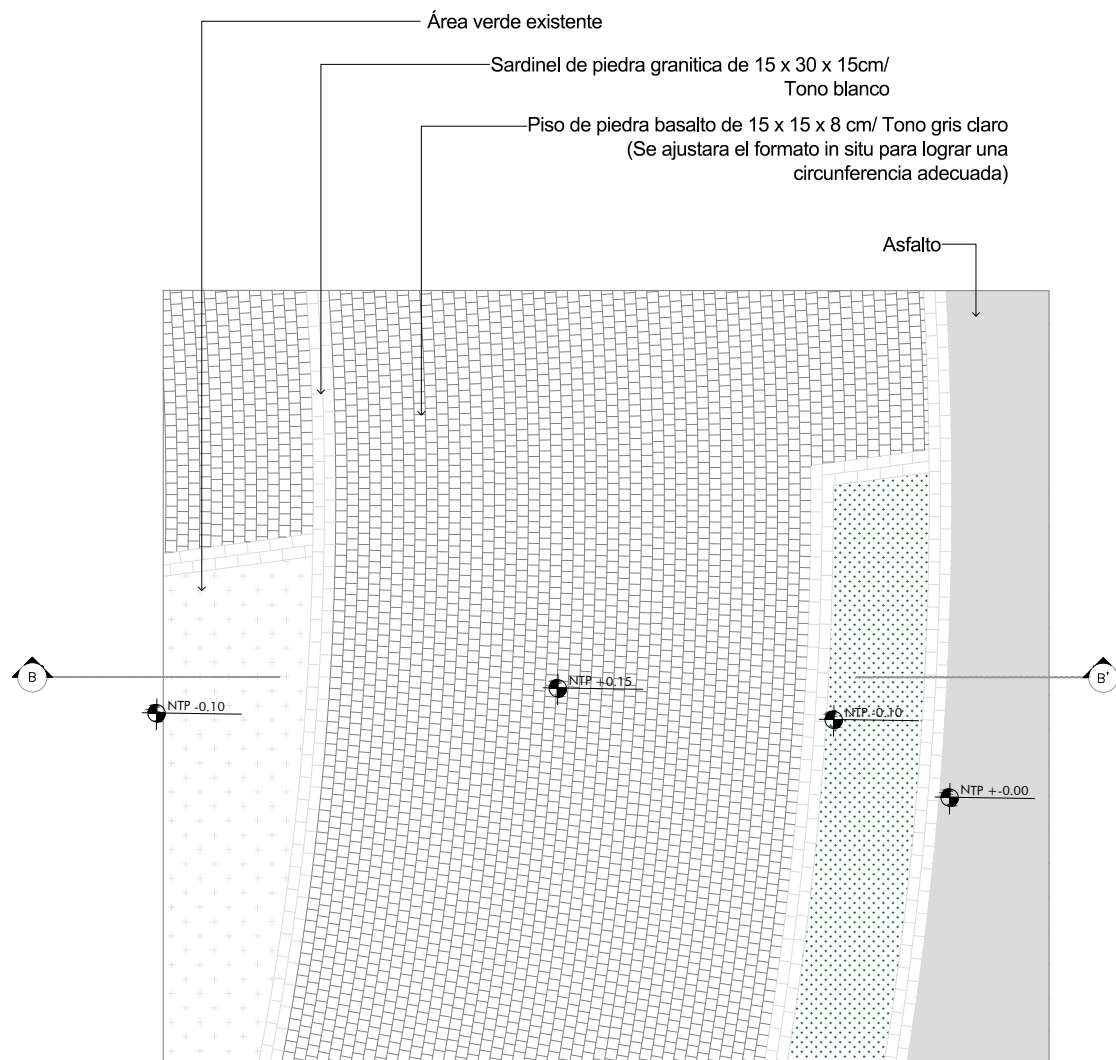 Área verde existente
Sardinel de piedra granitica de 15 x 30 x 15cm/
Tono blanco
Piso de piedra basalto de 15 x 15 x 8 cm/ Tono gris claro
(Se ajustara el formato in situ para lograr una
circunferencia adecuada)
Asfalto
B
B'
NTP +0.15
NTP -0.10
NTP -0.10
NTP +-0.00